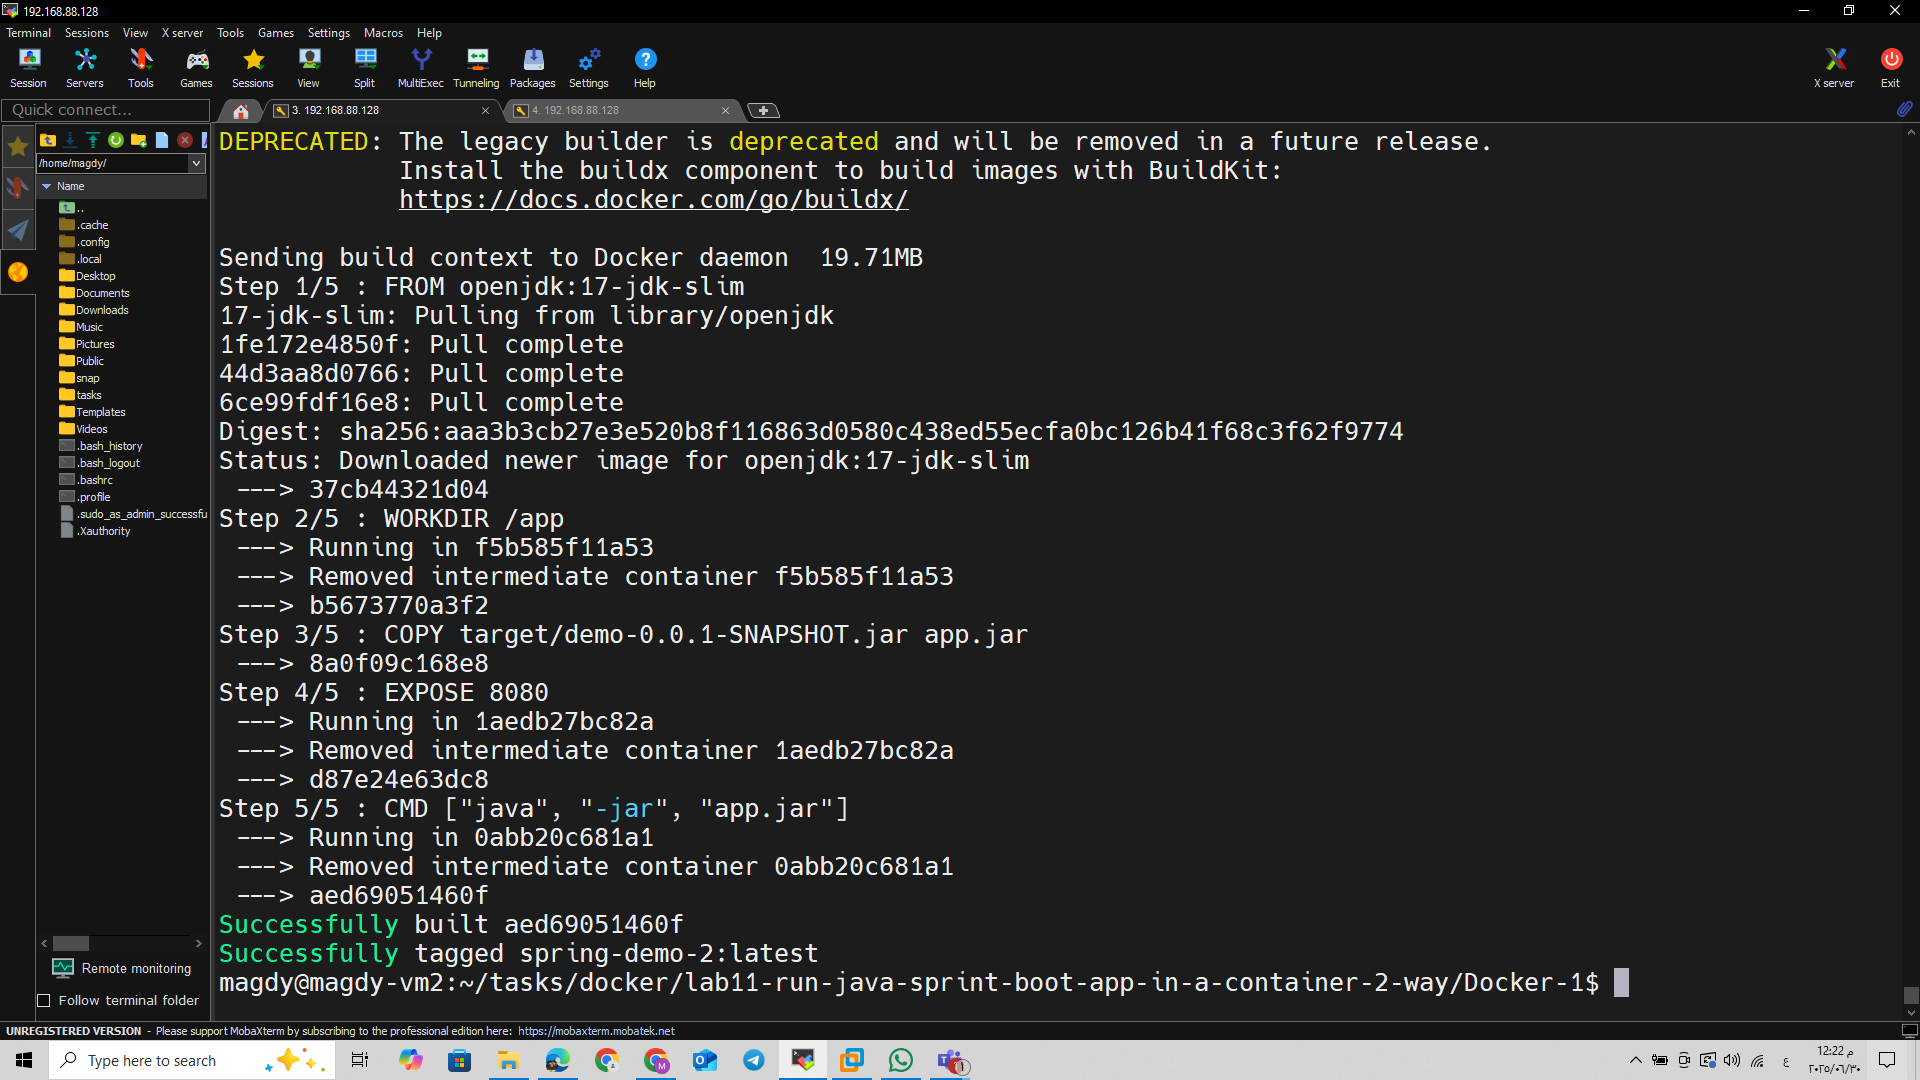 192.168.88.128
Terminal Sessions View X server Tools Games Settings Macros Help
Session Servers Tools Games Sessions View Split MultiExec Tunneling Packages Settings Help X server Exit
Quick connect...
3. 192.168.88.128
4. 192.168.88.128
/home/magdy/
Name
..
.cache
.config
.local
Desktop
Documents
Downloads
Music
Pictures
Public
snap
tasks
Templates
Videos
.bash_history
.bash_logout
.bashrc
.profile
.sudo_as_admin_successfu
.Xauthority
Remote monitoring
Follow terminal folder
DEPRECATED: The legacy builder is deprecated and will be removed in a future release.
Install the buildx component to build images with BuildKit:
https://docs.docker.com/go/buildx/
Sending build context to Docker daemon  19.71MB
Step 1/5 : FROM openjdk:17-jdk-slim
17-jdk-slim: Pulling from library/openjdk
1fe172e4850f: Pull complete
44d3aa8d0766: Pull complete
6ce99fdf16e8: Pull complete
Digest: sha256:aaa3b3cb27e3e520b8f116863d0580c438ed55ecfa0bc126b41f68c3f62f9774
Status: Downloaded newer image for openjdk:17-jdk-slim
---> 37cb44321d04
Step 2/5 : WORKDIR /app
---> Running in f5b585f11a53
---> Removed intermediate container f5b585f11a53
---> b5673770a3f2
Step 3/5 : COPY target/demo-0.0.1-SNAPSHOT.jar app.jar
---> 8a0f09c168e8
Step 4/5 : EXPOSE 8080
---> Running in 1aedb27bc82a
---> Removed intermediate container 1aedb27bc82a
---> d87e24e63dc8
Step 5/5 : CMD ["java", "-jar", "app.jar"]
---> Running in 0abb20c681a1
---> Removed intermediate container 0abb20c681a1
---> aed69051460f
Successfully built aed69051460f
Successfully tagged spring-demo-2:latest
magdy@magdy-vm2:~/tasks/docker/lab11-run-java-sprint-boot-app-in-a-container-2-way/Docker-1$
UNREGISTERED VERSION - Please support MobaXterm by subscribing to the professional edition here: https://mobaxterm.mobatek.net
Type here to search
ع
12:22 م
٢٠٢٥/٠٦/٣٠